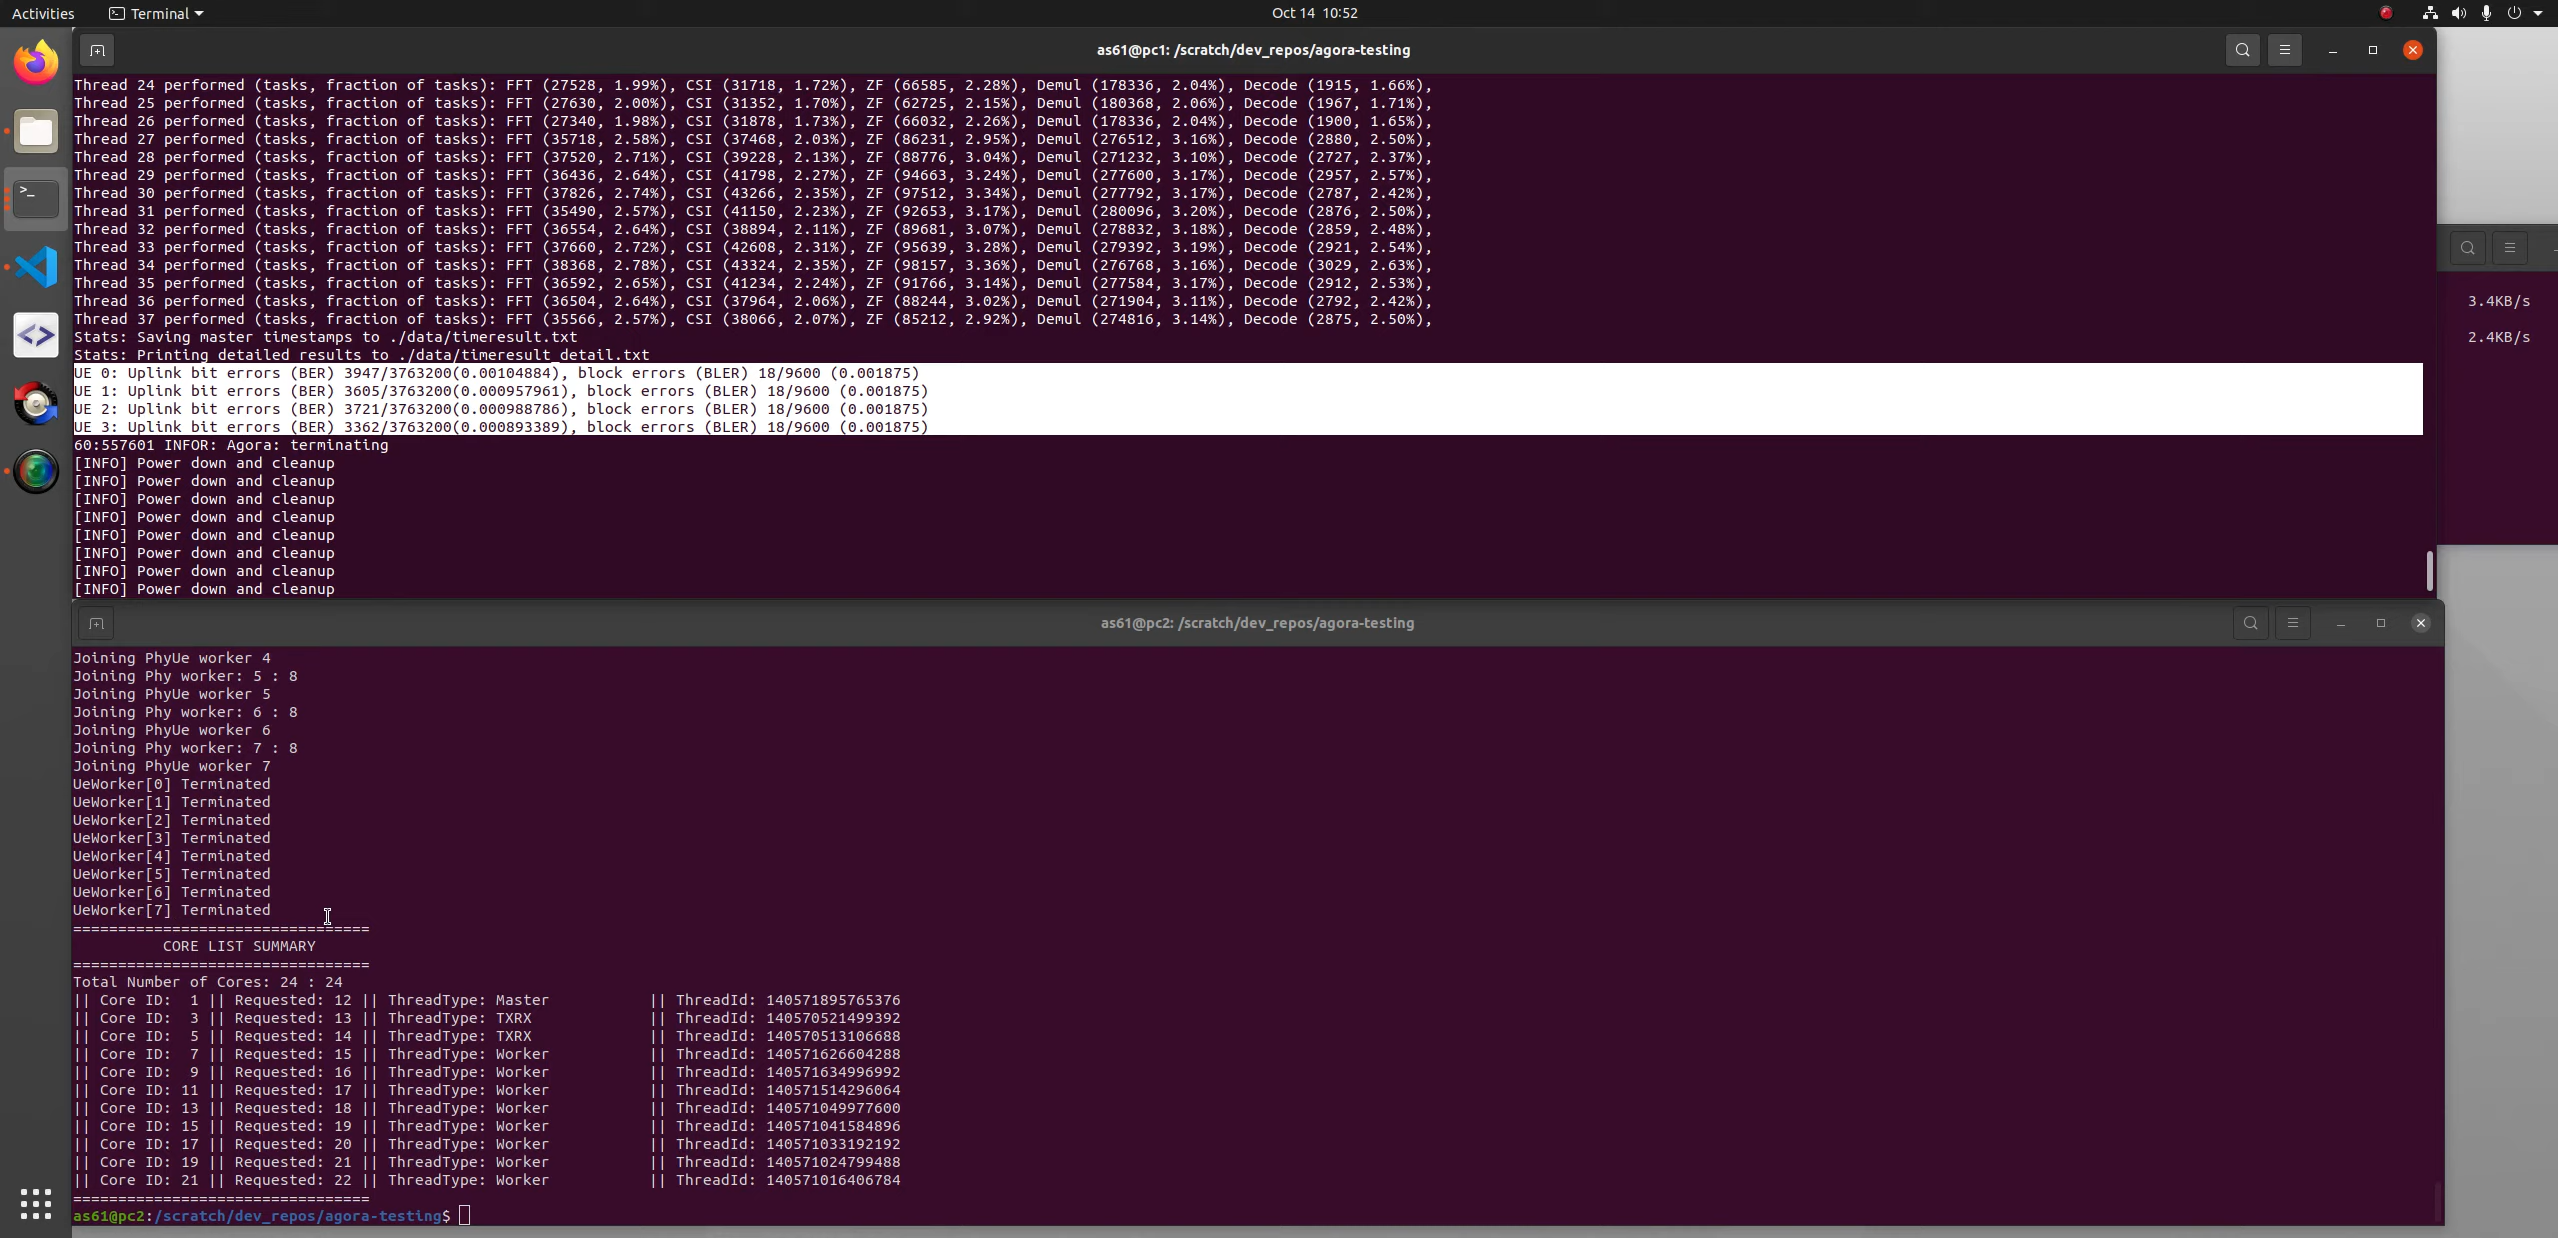 Activities
Terminal
Oct 14 10:52
as61@pc1: /scratch/dev_repos/agora-testing
Thread 24 performed (tasks, fraction of tasks): FFT (27528, 1.99%), CSI (31718, 1.72%), ZF (66585, 2.28%), Demul (178336, 2.04%), Decode (1915, 1.66%),
Thread 25 performed (tasks, fraction of tasks): FFT (27630, 2.00%), CSI (31352, 1.70%), ZF (62725, 2.15%), Demul (180368, 2.06%), Decode (1967, 1.71%),
Thread 26 performed (tasks, fraction of tasks): FFT (27340, 1.98%), CSI (31878, 1.73%), ZF (66032, 2.26%), Demul (178336, 2.04%), Decode (1900, 1.65%),
Thread 27 performed (tasks, fraction of tasks): FFT (35718, 2.58%), CSI (37468, 2.03%), ZF (86231, 2.95%), Demul (276512, 3.16%), Decode (2880, 2.50%),
Thread 28 performed (tasks, fraction of tasks): FFT (37520, 2.71%), CSI (39228, 2.13%), ZF (88776, 3.04%), Demul (271232, 3.10%), Decode (2727, 2.37%),
Thread 29 performed (tasks, fraction of tasks): FFT (36436, 2.64%), CSI (41798, 2.27%), ZF (94663, 3.24%), Demul (277600, 3.17%), Decode (2957, 2.57%),
Thread 30 performed (tasks, fraction of tasks): FFT (37826, 2.74%), CSI (43266, 2.35%), ZF (97512, 3.34%), Demul (277792, 3.17%), Decode (2787, 2.42%),
Thread 31 performed (tasks, fraction of tasks): FFT (35490, 2.57%), CSI (41150, 2.23%), ZF (92653, 3.17%), Demul (280096, 3.20%), Decode (2876, 2.50%),
Thread 32 performed (tasks, fraction of tasks): FFT (36554, 2.64%), CSI (38894, 2.11%), ZF (89681, 3.07%), Demul (278832, 3.18%), Decode (2859, 2.48%),
Thread 33 performed (tasks, fraction of tasks): FFT (37660, 2.72%), CSI (42608, 2.31%), ZF (95639, 3.28%), Demul (279392, 3.19%), Decode (2921, 2.54%),
Thread 34 performed (tasks, fraction of tasks): FFT (38368, 2.78%), CSI (43324, 2.35%), ZF (98157, 3.36%), Demul (276768, 3.16%), Decode (3029, 2.63%),
Thread 35 performed (tasks, fraction of tasks): FFT (36592, 2.65%), CSI (41234, 2.24%), ZF (91766, 3.14%), Demul (277584, 3.17%), Decode (2912, 2.53%),
Thread 36 performed (tasks, fraction of tasks): FFT (36504, 2.64%), CSI (37964, 2.06%), ZF (88244, 3.02%), Demul (271904, 3.11%), Decode (2792, 2.42%),
Thread 37 performed (tasks, fraction of tasks): FFT (35566, 2.57%), CSI (38066, 2.07%), ZF (85212, 2.92%), Demul (274816, 3.14%), Decode (2875, 2.50%),
Stats: Saving master timestamps to ./data/timeresult.txt
Stats: Printing detailed results to ./data/timeresult_detail.txt
UE 0: Uplink bit errors (BER) 3947/3763200(0.00104884), block errors (BLER) 18/9600 (0.001875)
UE 1: Uplink bit errors (BER) 3605/3763200(0.000957961), block errors (BLER) 18/9600 (0.001875)
UE 2: Uplink bit errors (BER) 3721/3763200(0.000988786), block errors (BLER) 18/9600 (0.001875)
UE 3: Uplink bit errors (BER) 3362/3763200(0.000893389), block errors (BLER) 18/9600 (0.001875)
60:557601 INFOR: Agora: terminating
[INFO] Power down and cleanup
[INFO] Power down and cleanup
[INFO] Power down and cleanup
[INFO] Power down and cleanup
[INFO] Power down and cleanup
[INFO] Power down and cleanup
[INFO] Power down and cleanup
[INFO] Power down and cleanup
3.4KB/s
2.4KB/s
as61@pc2: /scratch/dev_repos/agora-testing
Joining PhyUe worker 4
Joining Phy worker: 5 : 8
Joining PhyUe worker 5
Joining Phy worker: 6 : 8
Joining PhyUe worker 6
Joining Phy worker: 7 : 8
Joining PhyUe worker 7
UeWorker[0] Terminated
UeWorker[1] Terminated
UeWorker[2] Terminated
UeWorker[3] Terminated
UeWorker[4] Terminated
UeWorker[5] Terminated
UeWorker[6] Terminated
UeWorker[7] Terminated
=================================
CORE LIST SUMMARY
=================================
Total Number of Cores: 24 : 24
|| Core ID:  1 || Requested: 12 || ThreadType: Master || ThreadId: 140571895765376
|| Core ID:  3 || Requested: 13 || ThreadType: TXRX || ThreadId: 140570521499392
|| Core ID:  5 || Requested: 14 || ThreadType: TXRX || ThreadId: 140570513106688
|| Core ID:  7 || Requested: 15 || ThreadType: Worker || ThreadId: 140571626604288
|| Core ID:  9 || Requested: 16 || ThreadType: Worker || ThreadId: 140571634996992
|| Core ID: 11 || Requested: 17 || ThreadType: Worker || ThreadId: 140571514296064
|| Core ID: 13 || Requested: 18 || ThreadType: Worker || ThreadId: 140571049977600
|| Core ID: 15 || Requested: 19 || ThreadType: Worker || ThreadId: 140571041584896
|| Core ID: 17 || Requested: 20 || ThreadType: Worker || ThreadId: 140571033192192
|| Core ID: 19 || Requested: 21 || ThreadType: Worker || ThreadId: 140571024799488
|| Core ID: 21 || Requested: 22 || ThreadType: Worker || ThreadId: 140571016406784
=================================
as61@pc2:/scratch/dev_repos/agora-testing$